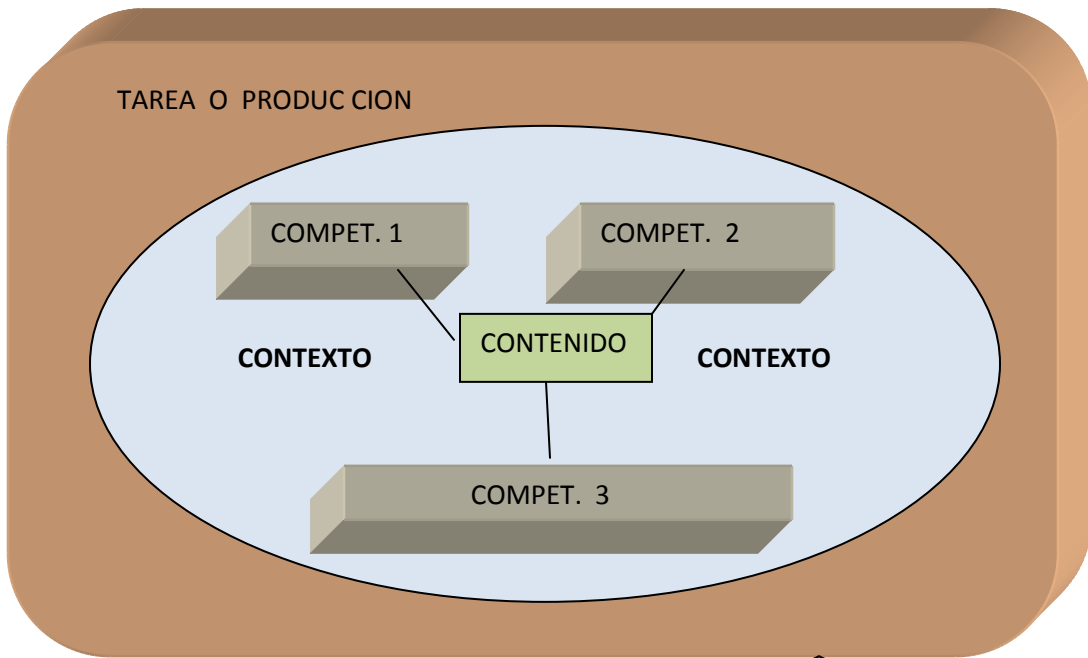 TAREA O PRODUC CION
COMPET. 1
COMPET. 2
CONTENIDO
CONTEXTO
CONTEXTO
COMPET. 3